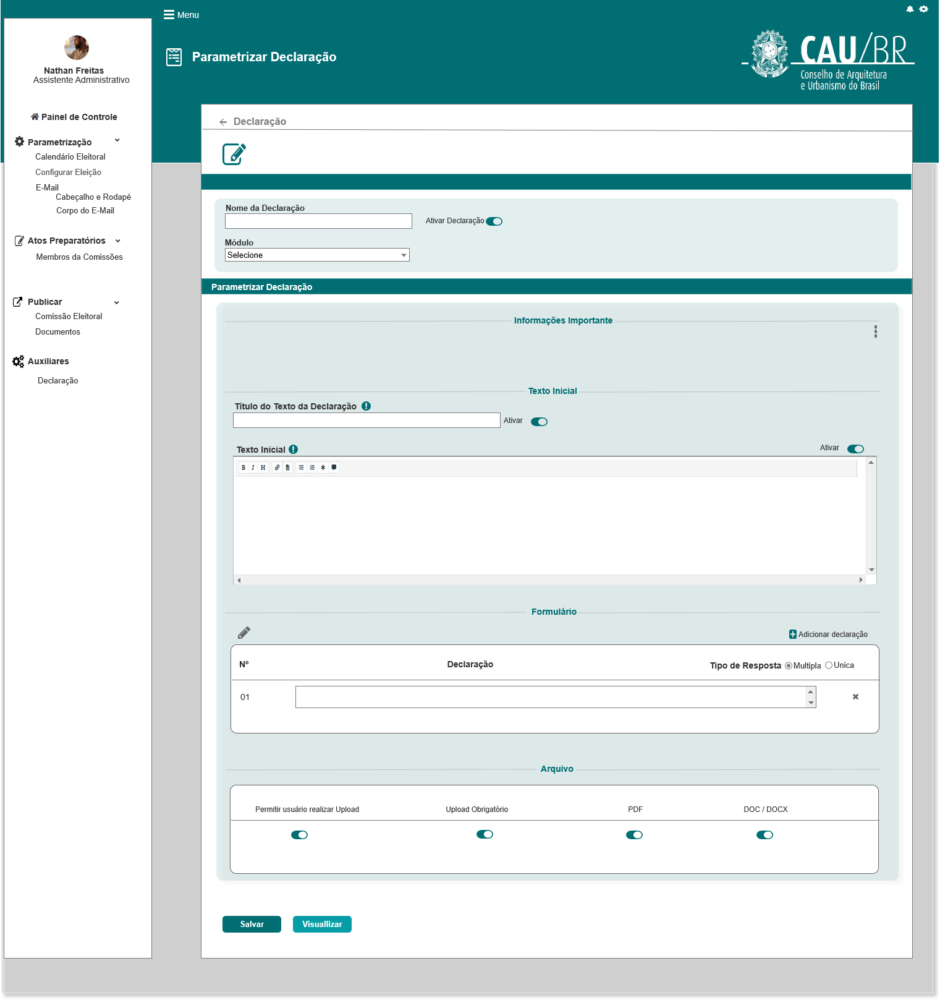 Menu
Parametrizar Declaração
CAU/BR
Conselho de Arquitetura
e Urbanismo do Brasil
Nathan Freitas
Assistente Administrativo
Painel de Controle
Parametrização
Calendário Eleitoral
Configurar Eleição
E-Mail
Cabeçalho e Rodapé
Corpo do E-Mail
Atos Preparatórios
Membros da Comissões
Publicar
Comissão Eleitoral
Documentos
Auxiliares
Declaração
Declaração
Nome da Declaração
Ativar Declaração
Módulo
Selecione
Parametrizar Declaração
Informações Importante
Texto Inicial
Título do Texto da Declaração
Ativar
Texto Inicial
Ativar
B I H
Formulário
Adicionar declaração
Nº Declaração Tipo de Resposta Multipla Unica
01
Arquivo
Permitir usuário realizar Upload Upload Obrigatório PDF DOC / DOCX
Salvar Visuallizar